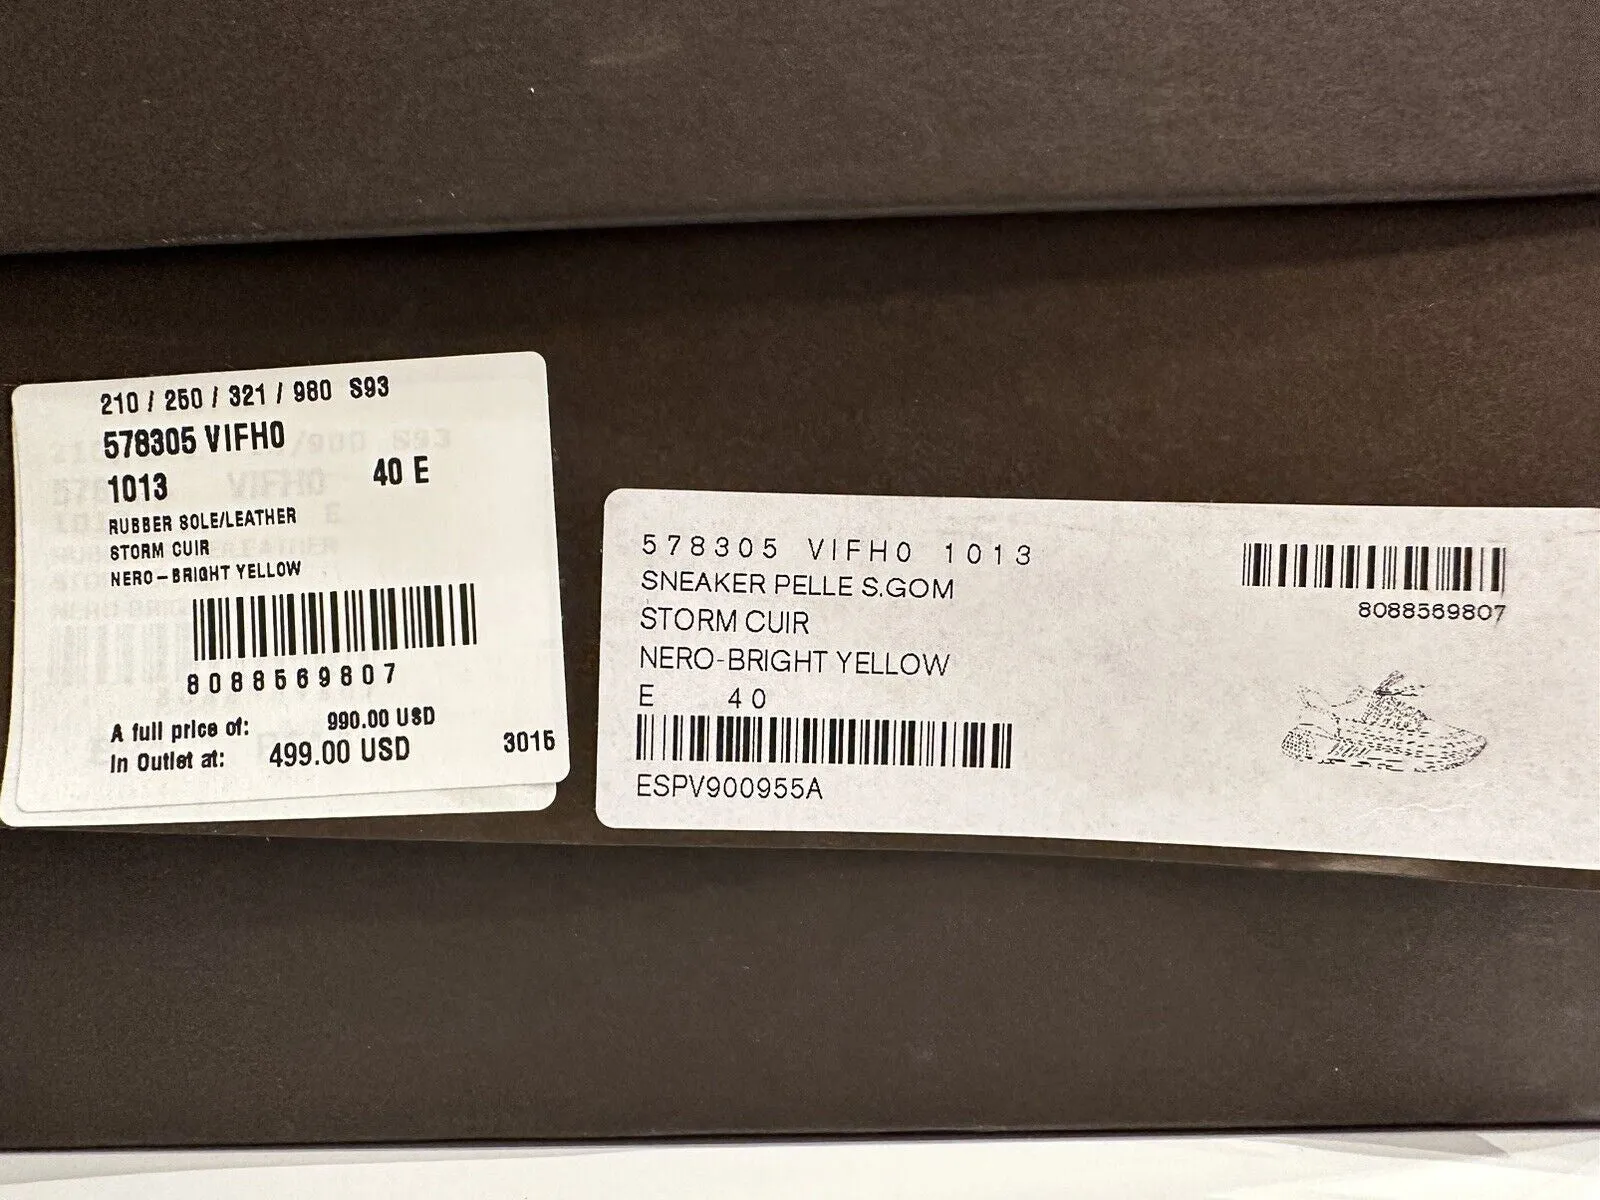 210 / 250 / 321 / 980 S93
578305 VIFH0
1013 40 E
RUBBER SOLE/LEATHER
STORM CUIR
NERO-BRIGHT YELLOW
8088569807
A full price of: 990.00 USD
In Outlet at: 499.00 USD
3015
578305 VIFH0 1013
SNEAKER PELLE S.GOM
STORM CUIR
NERO-BRIGHT YELLOW
E 40
ESPV900955A
8088569807